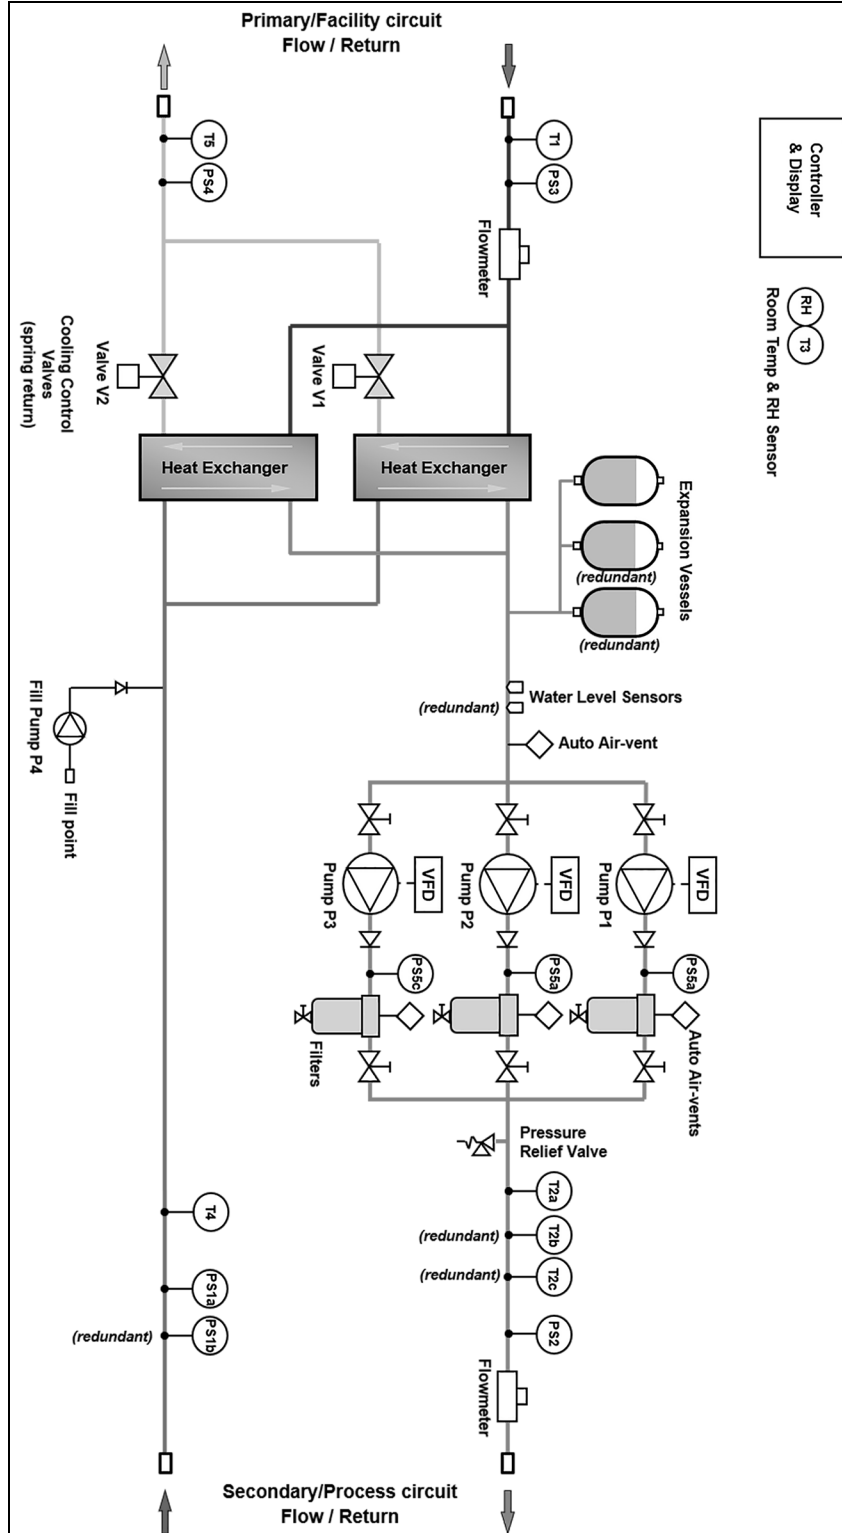 Primary/Facility circuit
Flow / Return
T5
PS4
T1
PS3
Flowmeter
Controller
& Display
RH
T3
Room Temp & RH Sensor
Cooling Control
Valves
(spring return)
Valve V2
Valve V1
Heat Exchanger
Heat Exchanger
Expansion Vessels
(redundant)
(redundant)
Water Level Sensors
(redundant)
Auto Air-vent
Fill Pump P4
Fill point
VFD
VFD
VFD
Pump P3
Pump P2
Pump P1
PS5c
PS5a
PS5a
Filters
Auto Air-vents
Pressure
Relief Valve
T2a
T4
(redundant)
T2b
(redundant)
T2c
PS1a
(redundant)
PS1b
PS2
Flowmeter
Secondary/Process circuit
Flow / Return